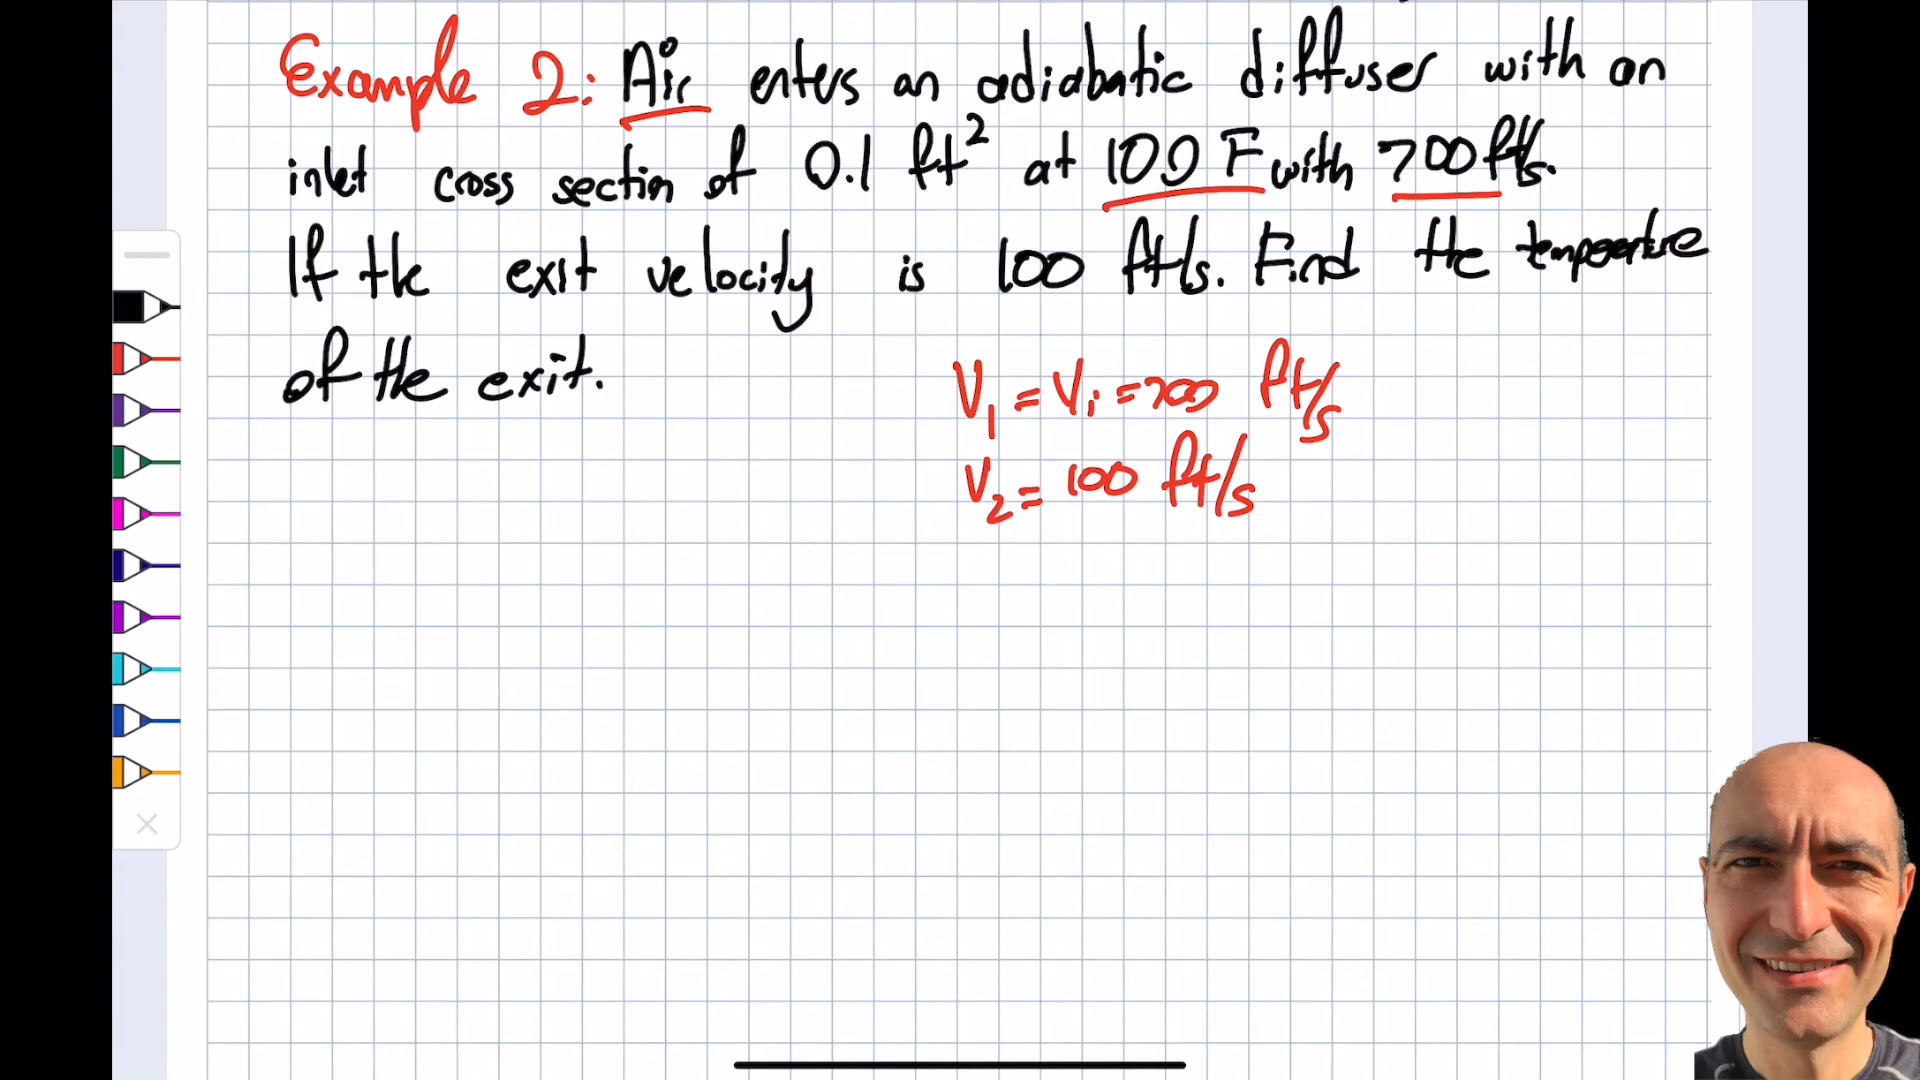 Example 2: Air enters an adiabatic diffuser with an
inlet cross section of 0.1 ft² at 100 F with 700 ft/s.
If the exit velocity is 100 ft/s. Find the temperature
of the exit.
V₁ = Vᵢ = 700 ft/s
V₂ = 100 ft/s